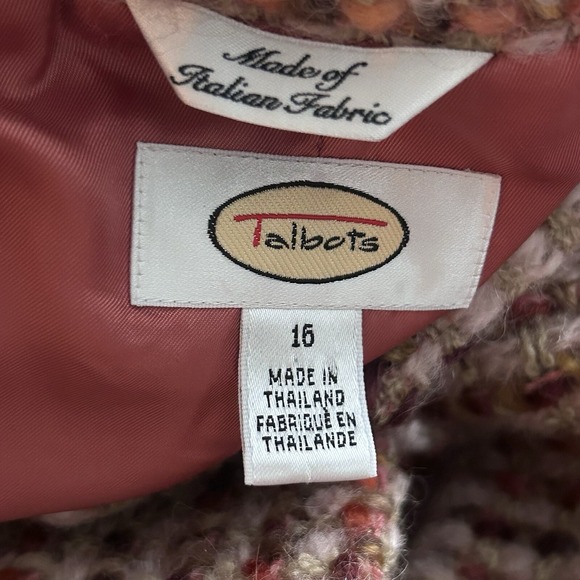 Made of
Italian Fabric
Talbots
16
MADE IN
THAILAND
FABRIQUÉ EN
THAILANDE